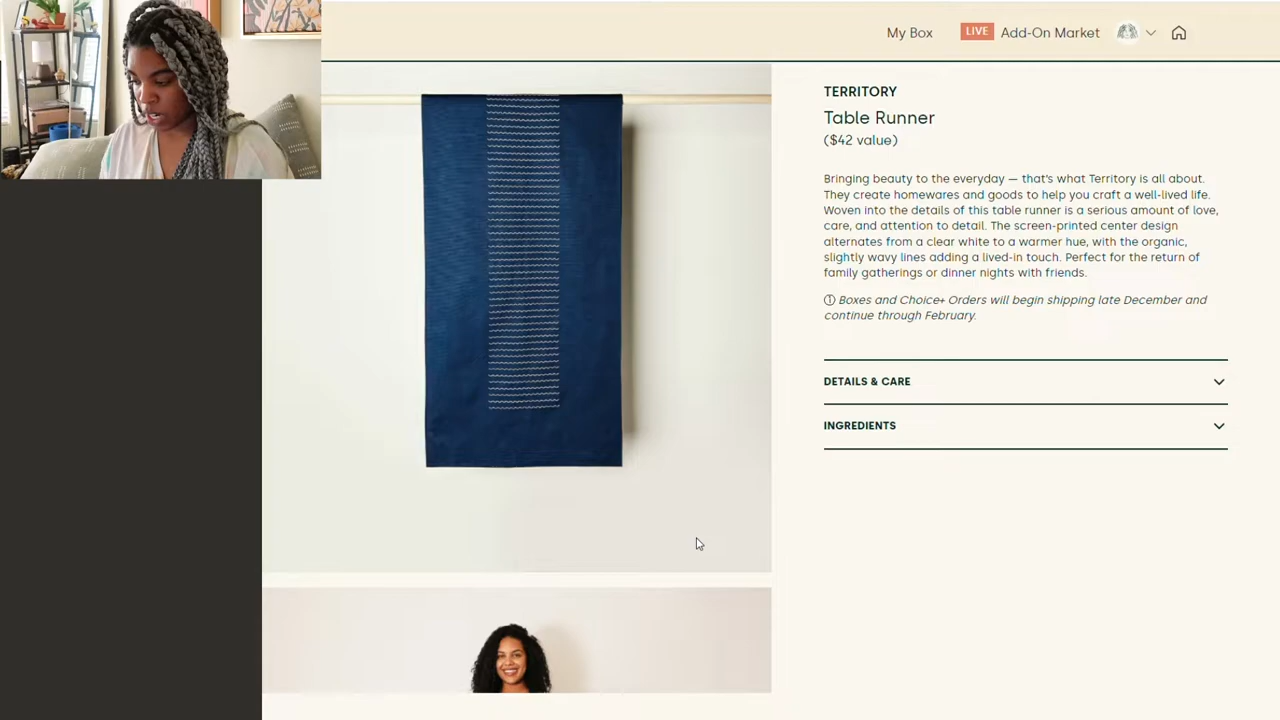 My Box
LIVE
Add-On Market
TERRITORY
Table Runner
($42 value)
Bringing beauty to the everyday — that's what Territory is all about.
They create homewares and goods to help you craft a well-lived life.
Woven into the details of this table runner is a serious amount of love,
care, and attention to detail. The screen-printed center design
alternates from a clear white to a warmer hue, with the organic,
slightly wavy lines adding a lived-in touch. Perfect for the return of
family gatherings or dinner nights with friends.
ⓘ Boxes and Choice+ Orders will begin shipping late December and
continue through February.
DETAILS & CARE
INGREDIENTS